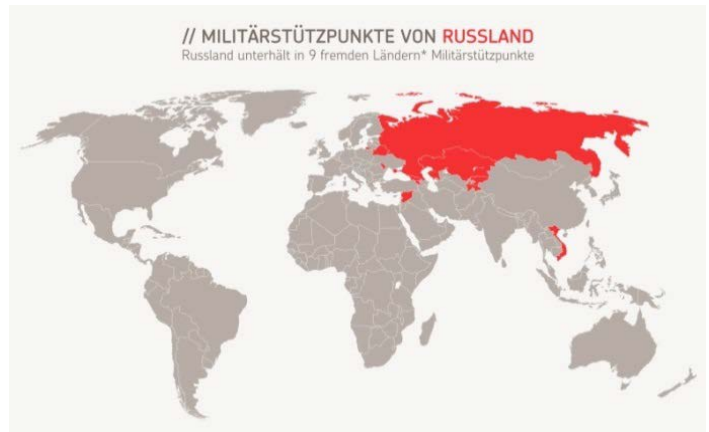 // MILITÄRSTÜTZPUNKTE VON RUSSLAND
Russland unterhält in 9 fremden Ländern* Militärstützpunkte